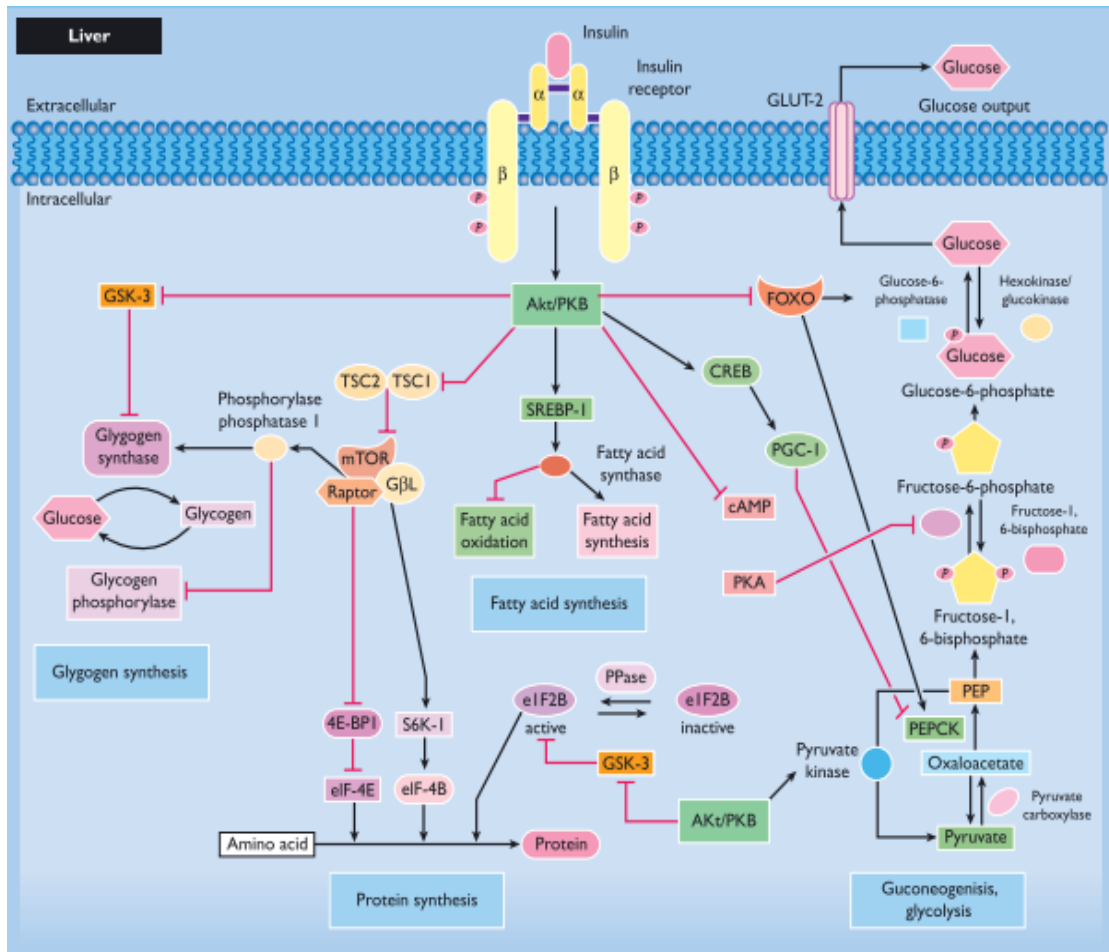 Liver
Insulin
Insulin
receptor
α
α
β
β
P
P
P
P
Extracellular
Intracellular
GLUT-2
Glucose
Glucose output
Glucose
Glucose-6-
phosphatase
Hexokinase/
glucokinase
P
Glucose
Glucose-6-phosphate
P
Fructose-6-phosphate
Fructose-1,
6-bisphosphate
P
P
Fructose-1,
6-bisphosphate
PEP
PEPCK
Oxaloacetate
Pyruvate
kinase
Pyruvate
carboxylase
Pyruvate
Guconeogenisis,
glycolysis
GSK-3
Akt/PKB
FOXO
TSC2
TSC1
CREB
SREBP-1
PGC-1
Phosphorylase
phosphatase 1
Glygogen
synthase
mTOR
Raptor
GβL
Fatty acid
synthase
Glucose
Glycogen
Fatty acid
oxidation
Fatty acid
synthesis
cAMP
PKA
Glycogen
phosphorylase
Fatty acid synthesis
Glygogen synthesis
PPase
e1F2B
active
e1F2B
inactive
4E-BP1
S6K-1
GSK-3
eIF-4E
eIF-4B
AKt/PKB
Amino acid
Protein
Protein synthesis